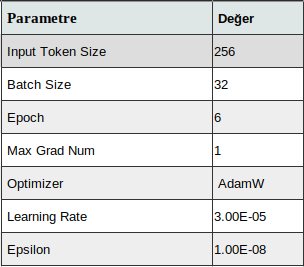 Parametre Değer
Input Token Size 256
Batch Size 32
Epoch 6
Max Grad Num 1
Optimizer AdamW
Learning Rate 3.00E-05
Epsilon 1.00E-08